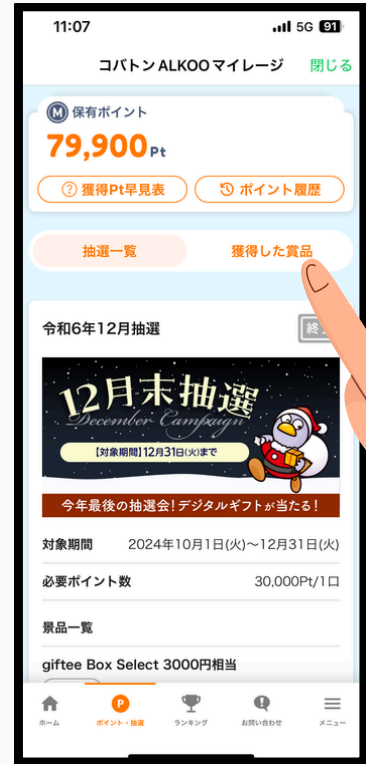 11:07 5G 91
コバトン ALKOO マイレージ 閉じる
M 保有ポイント
79,900 Pt
? 獲得Pt早見表 ポイント履歴
抽選一覧 獲得した賞品
令和6年12月抽選 終
12月末抽選
December Campaign
【対象期間】12月31日(火)まで
今年最後の抽選会!デジタルギフトが当たる!
対象期間 2024年10月1日(火)〜12月31日(火)
必要ポイント数 30,000Pt/1口
景品一覧
giftee Box Select 3000円相当
P
ホーム ポイント・抽選 ランキング お問い合わせ メニュー